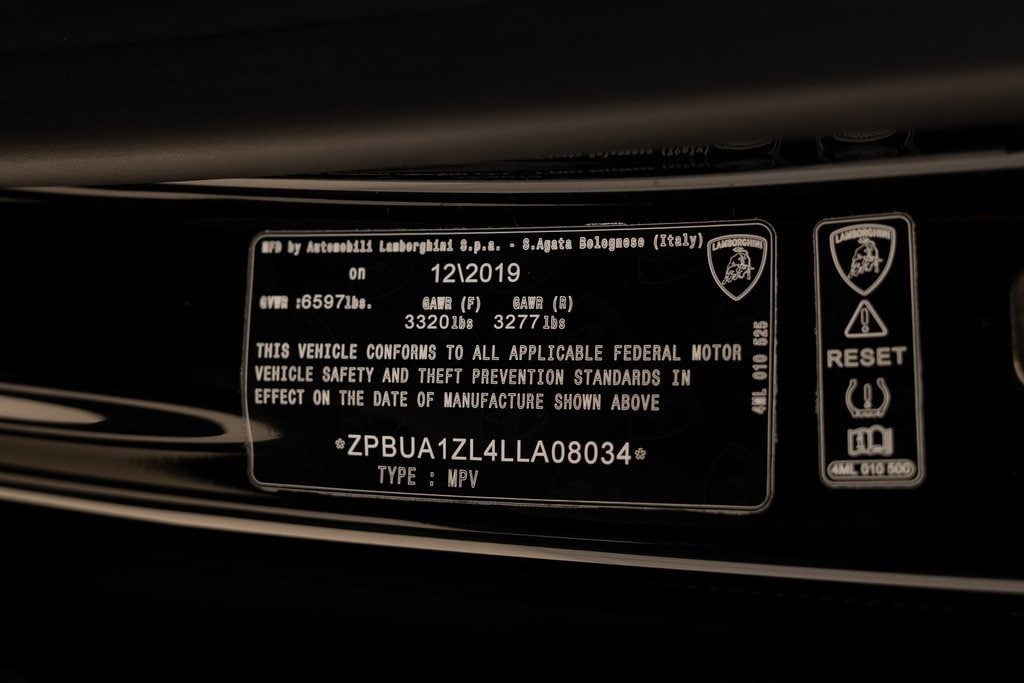 MFD by Automobili Lamborghini S.p.a. - S.Agata Bolognese (Italy)
on 12\2019
GVWR :6597lbs. GAWR (F) GAWR (R)
3320lbs 3277lbs
THIS VEHICLE CONFORMS TO ALL APPLICABLE FEDERAL MOTOR
VEHICLE SAFETY AND THEFT PREVENTION STANDARDS IN
EFFECT ON THE DATE OF MANUFACTURE SHOWN ABOVE
*ZPBUA1ZL4LLA08034*
TYPE : MPV
LAMBORGHINI
4ML 010 525
LAMBORGHINI
RESET
4ML 010 500